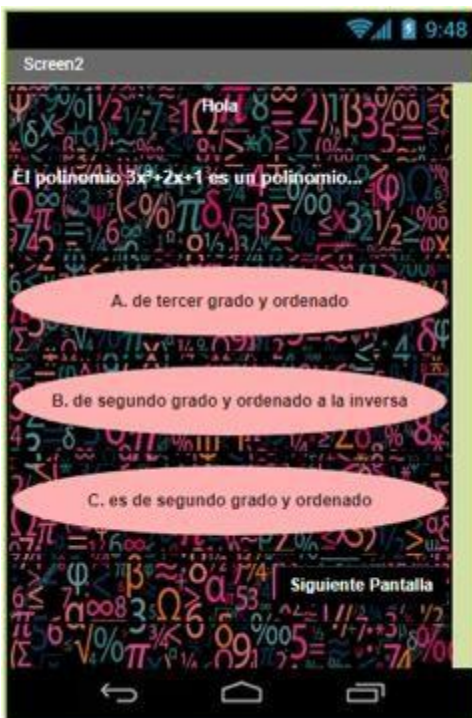 9:48
Screen2
Hola
El polinomio 3x³+2x+1 es un polinomio...
A. de tercer grado y ordenado
B. de segundo grado y ordenado a la inversa
C. es de segundo grado y ordenado
Siguiente Pantalla